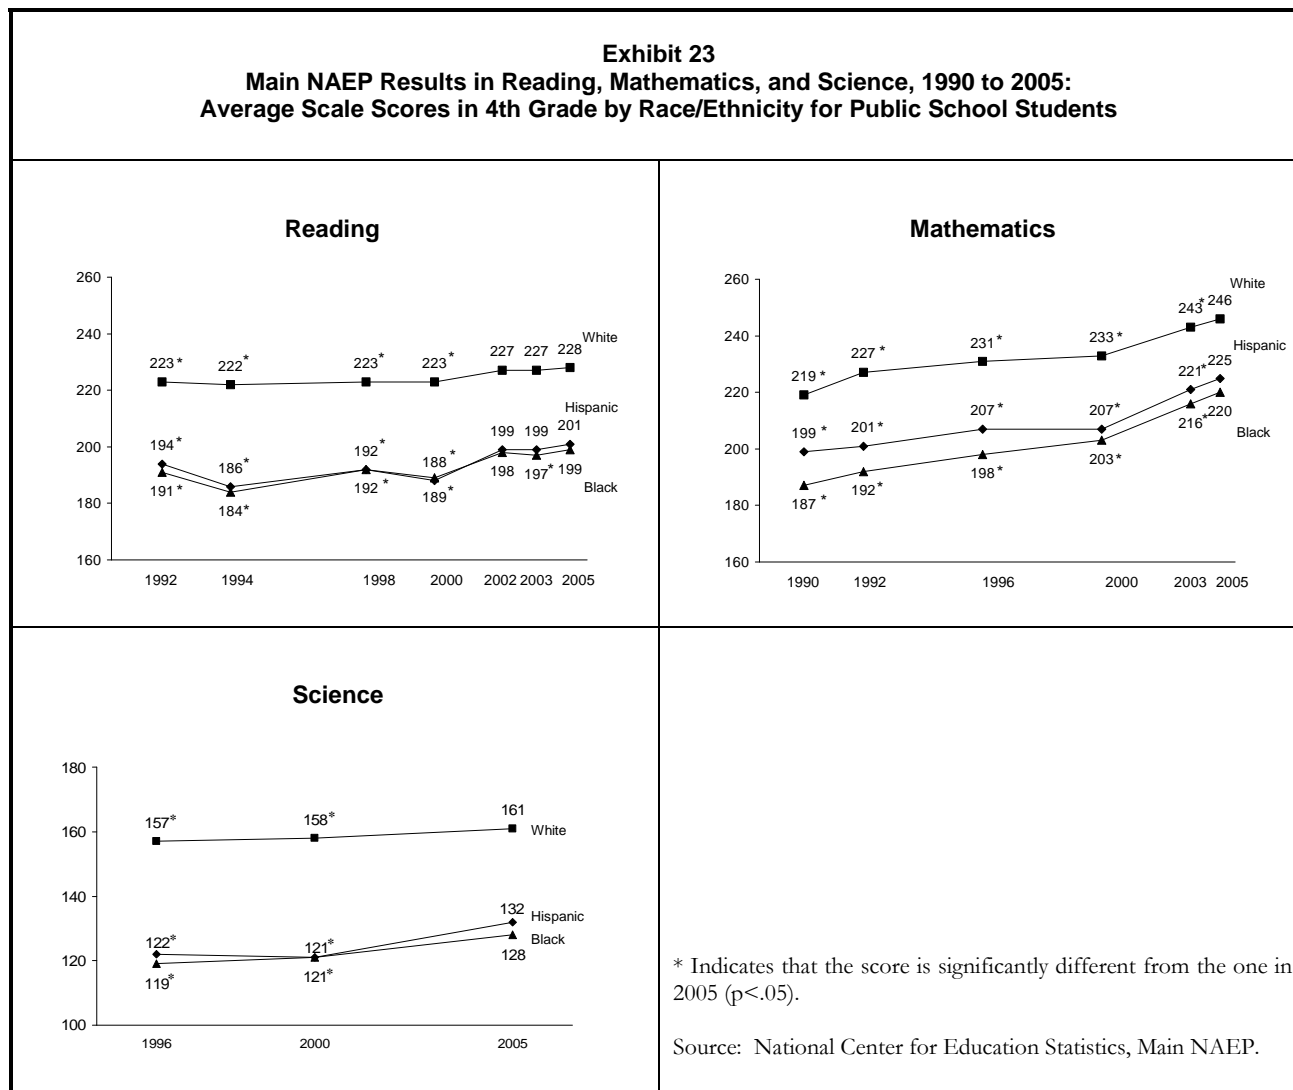 Exhibit 23
Main NAEP Results in Reading, Mathematics, and Science, 1990 to 2005:
Average Scale Scores in 4th Grade by Race/Ethnicity for Public School Students
Reading
260
240
220
200
180
160
223 * 222 * 223 * 223 * 227 227 228
White
Hispanic
194 * 186 * 192 * 188 * 199 199 201
191 * 184 * 192 * 189 * 198 197 * 199
Black
1992 1994 1998 2000 2002 2003 2005
Mathematics
260
240
220
200
180
160
White
219 * 227 * 231 * 233 * 243 * 246
Hispanic
199 * 201 * 207 * 207 * 221 * 225
187 * 192 * 198 * 203 * 216 * 220
Black
1990 1992 1996 2000 2003 2005
Science
180
160
140
120
100
157* 158* 161
White
122* 121* 132
Hispanic
Black
119* 121* 128
1996 2000 2005
* Indicates that the score is significantly different from the one in
2005 (p<.05).
Source: National Center for Education Statistics, Main NAEP.